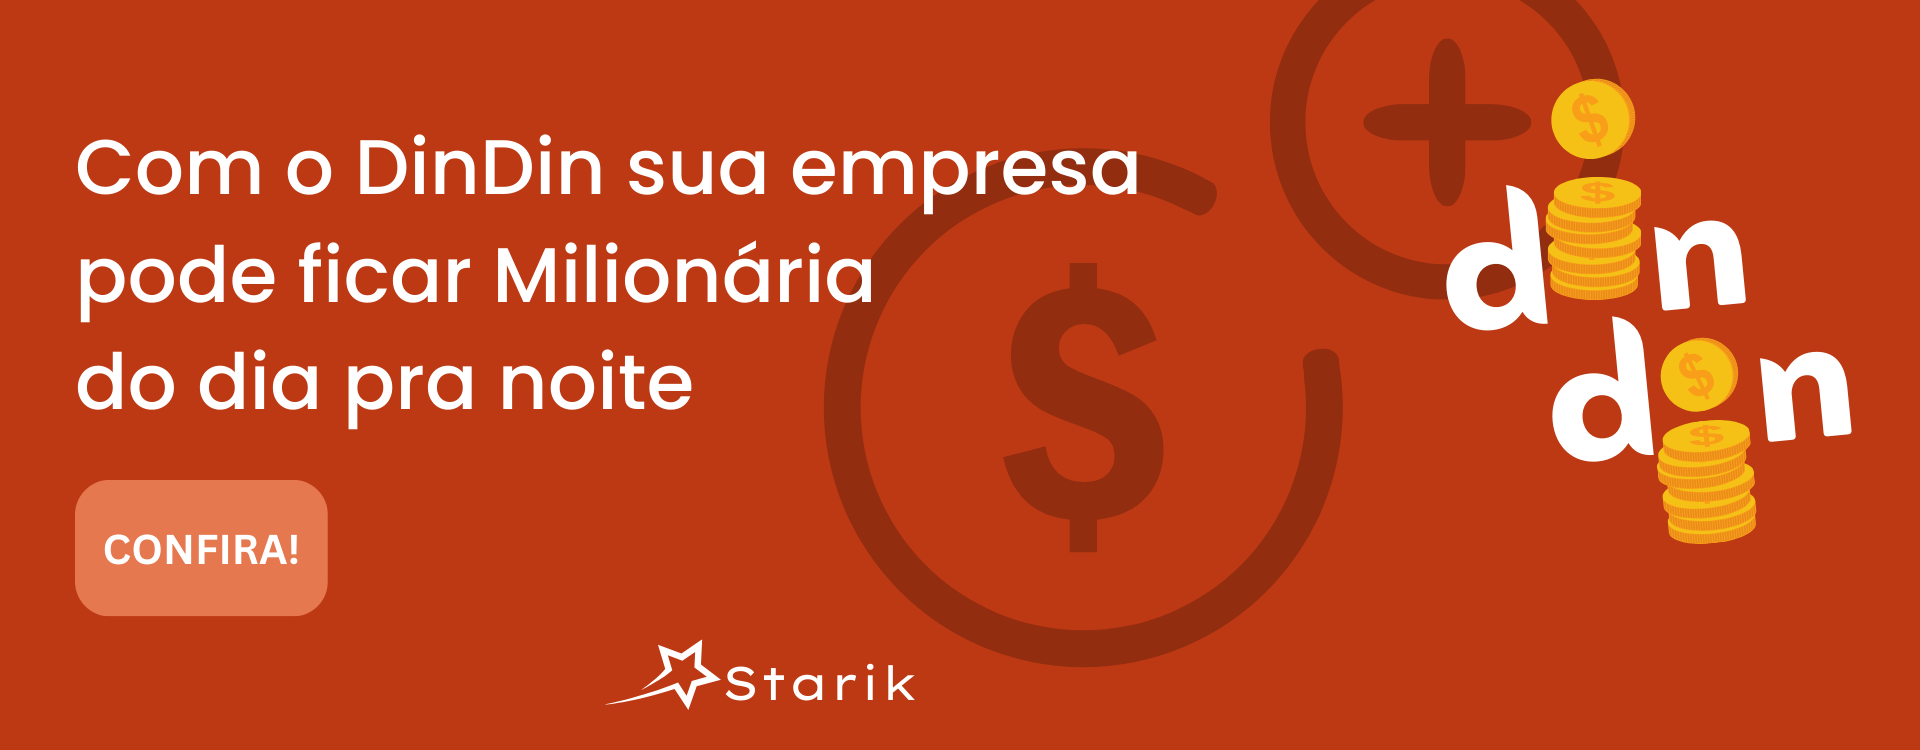 Com o DinDin sua empresa
pode ficar Milionária
do dia pra noite
CONFIRA!
din
din
Starik